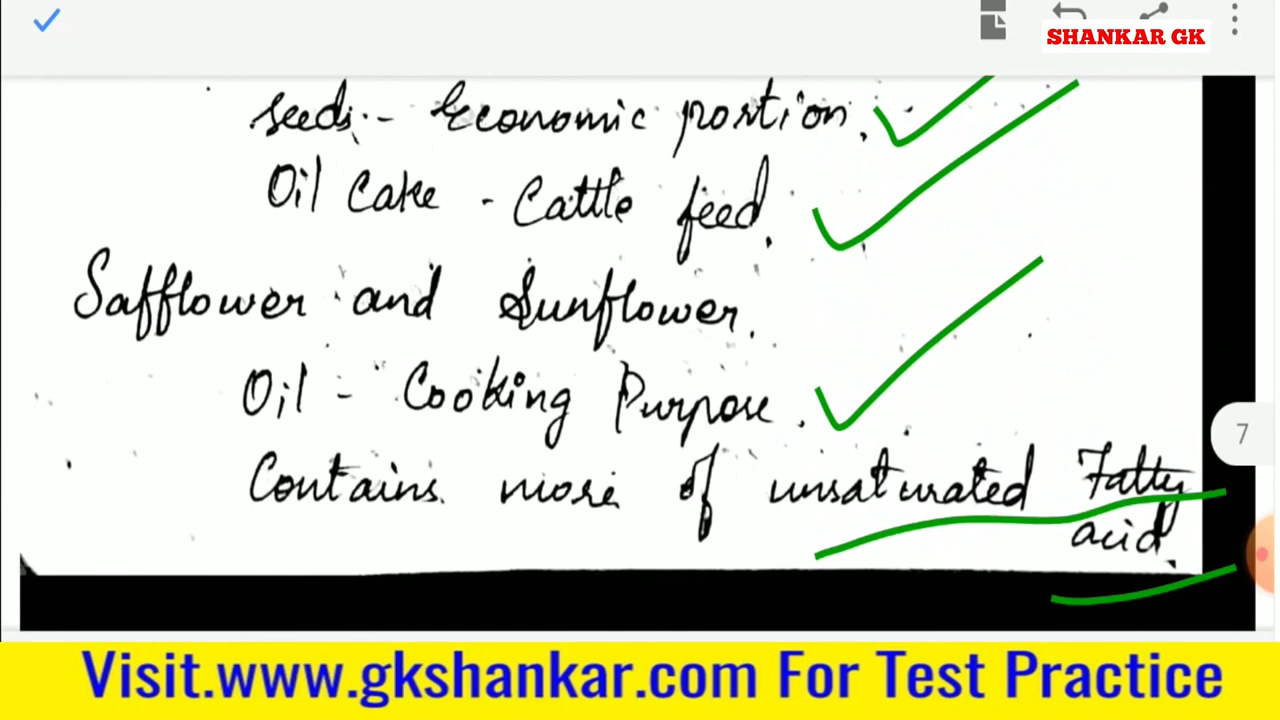 SHANKAR GK
seeds - Economic portion.
Oil Cake - Cattle feed.
Safflower and Sunflower.
Oil - Cooking Purpose.
7
Contains more of unsaturated Fatty
acid.
Visit.www.gkshankar.com For Test Practice